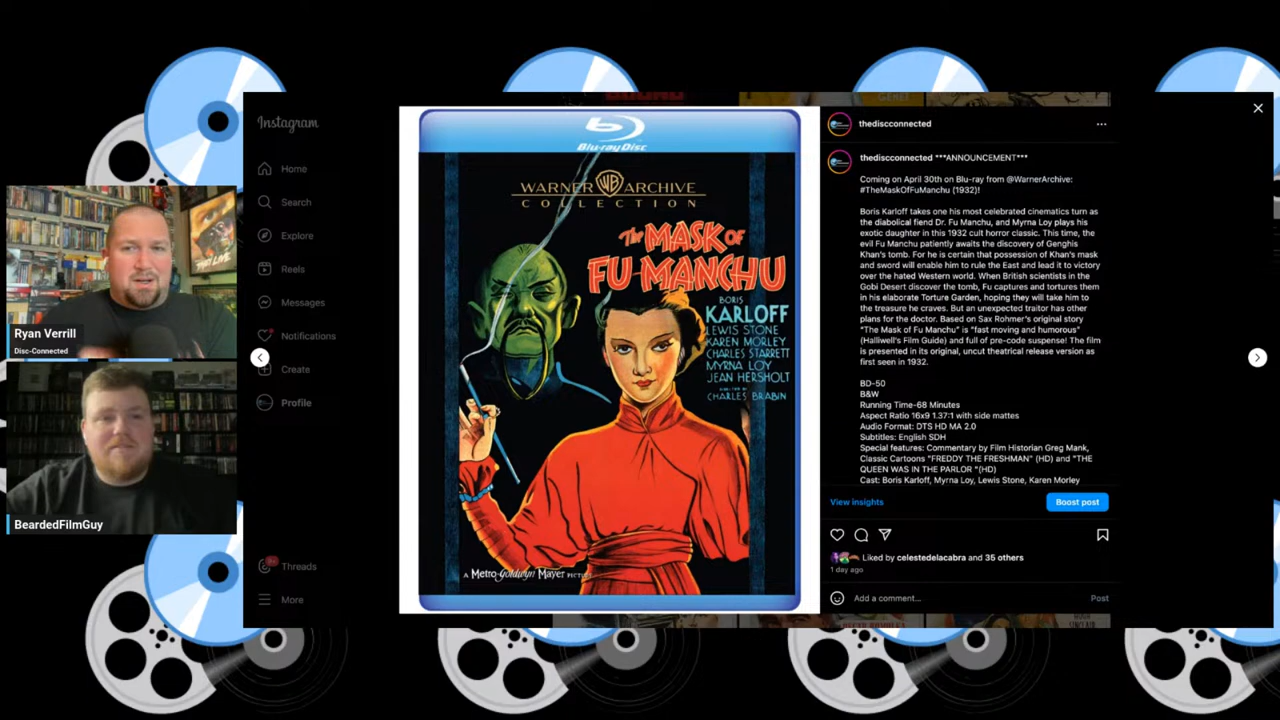 Instagram
Home
Search
Explore
Reels
Messages
Notifications
Create
Profile
Threads
More
THEY LIVE
Ryan Verrill
Disc-Connected
BeardedFilmGuy
Blu-ray Disc
WARNER WB ARCHIVE
COLLECTION
The MASK OF
FU MANCHU
BORIS
KARLOFF
LEWIS STONE
KAREN MORLEY
CHARLES STARRETT
MYRNA LOY
JEAN HERSHOLT
DIRECTED BY
CHARLES BRABIN
A Metro-Goldwyn-Mayer PICTURE
thediscconnected
thediscconnected ***ANNOUNCEMENT***
Coming on April 30th on Blu-ray from @WarnerArchive:
#TheMaskOfFuManchu (1932)!
Boris Karloff takes one his most celebrated cinematics turn as
the diabolical fiend Dr. Fu Manchu, and Myrna Loy plays his
exotic daughter in this 1932 cult horror classic. This time, the
evil Fu Manchu patiently awaits the discovery of Genghis
Khan's tomb. For he is certain that possession of Khan's mask
and sword will enable him to rule the East and lead it to victory
over the hated Western world. When British scientists in the
Gobi Desert discover the tomb, Fu captures and tortures them
in his elaborate Torture Garden, hoping they will take him to
the treasure he craves. But an unexpected traitor has other
plans for the doctor. Based on Sax Rohmer's original story
"The Mask of Fu Manchu" is "fast moving and humorous"
(Halliwell's Film Guide) and full of pre-code suspense! The film
is presented in its original, uncut theatrical release version as
first seen in 1932.
BD-50
B&W
Running Time-68 Minutes
Aspect Ratio 16x9 1.37:1 with side mattes
Audio Format: DTS HD MA 2.0
Subtitles: English SDH
Special features: Commentary by Film Historian Greg Mank,
Classic Cartoons "FREDDY THE FRESHMAN" (HD) and "THE
QUEEN WAS IN THE PARLOR "(HD)
Cast: Boris Karloff, Myrna Loy, Lewis Stone, Karen Morley
View insights
Boost post
Liked by celestedelacabra and 35 others
1 day ago
Add a comment...
Post